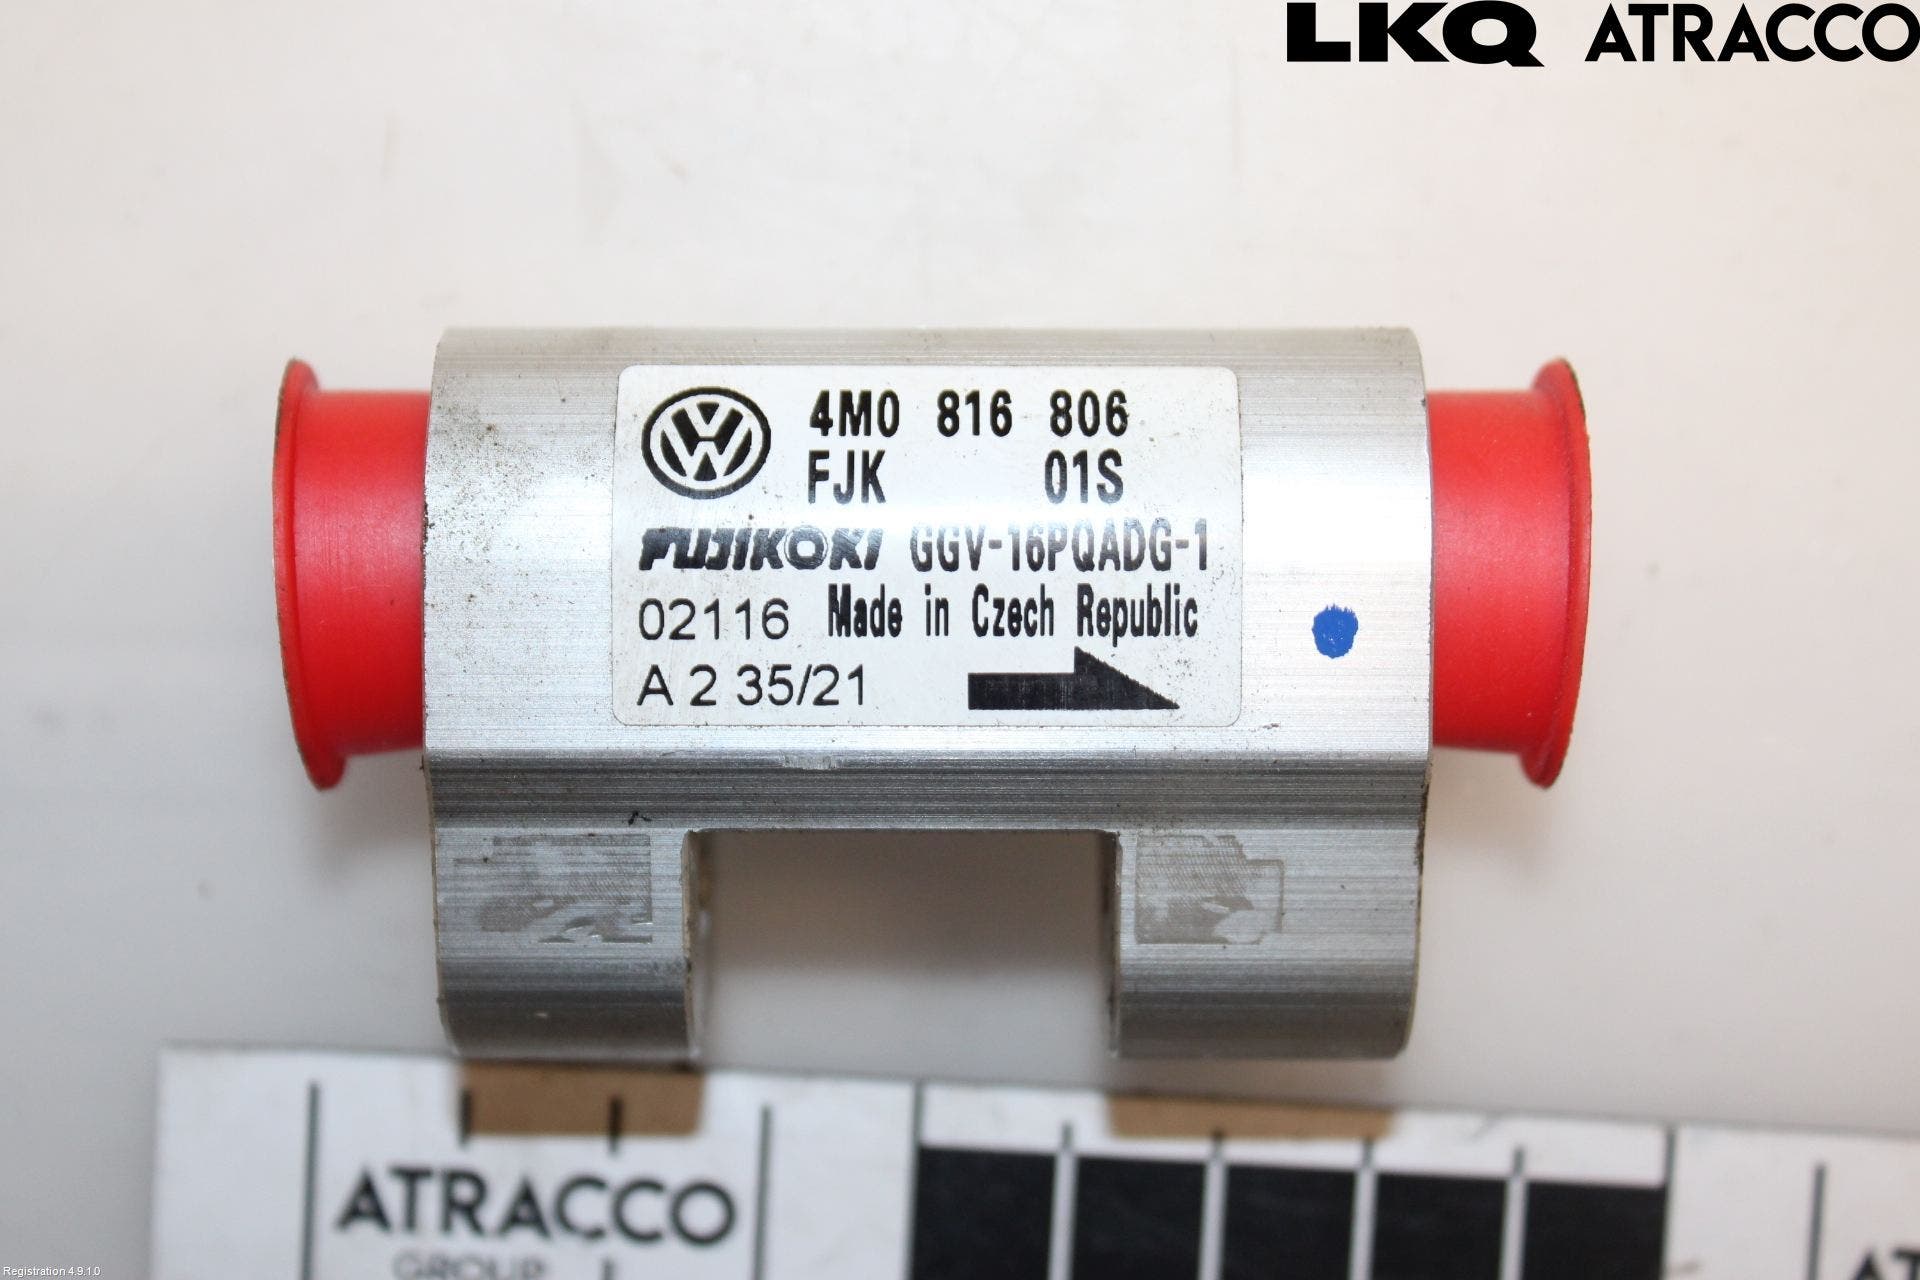 LKQ ATRACCO
4M0 816 806
FJK 01S
FUJIKOKI GGV-16PQADG-1
02116 Made in Czech Republic
A 2 35/21
ATRACCO
GROUP
AT
Registration 4.9.1.0